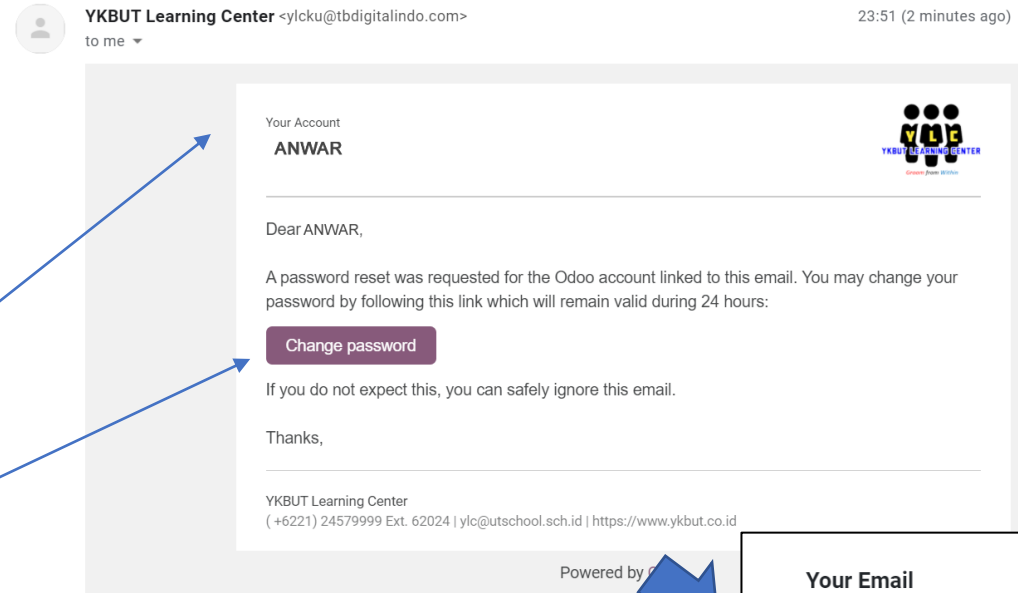 YKBUT Learning Center <ylcku@tbdigitalindo.com>
23:51 (2 minutes ago)
to me
Your Account
ANWAR
Y L C
YKBUT LEARNING CENTER
Grown from Within
Dear ANWAR,
A password reset was requested for the Odoo account linked to this email. You may change your
password by following this link which will remain valid during 24 hours:
Change password
If you do not expect this, you can safely ignore this email.
Thanks,
YKBUT Learning Center
( +6221) 24579999 Ext. 62024 | ylc@utschool.sch.id | https://www.ykbut.co.id
Powered by
Your Email